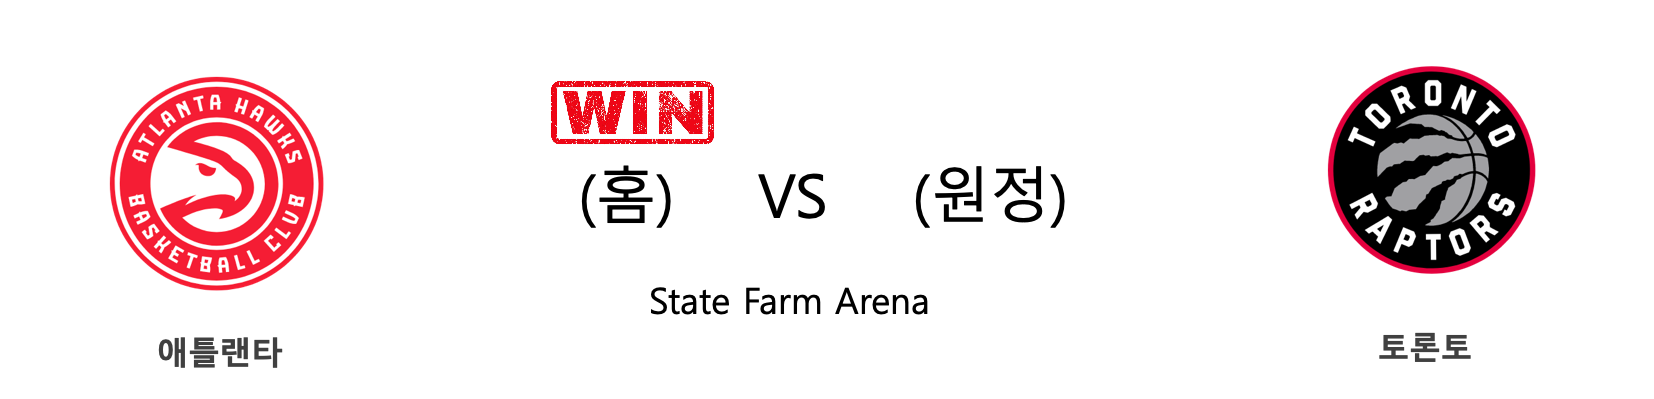 ATLANTA HAWKS
BASKETBALL CLUB
애틀랜타
WIN
(홈) VS (원정)
State Farm Arena
TORONTO
RAPTORS
토론토